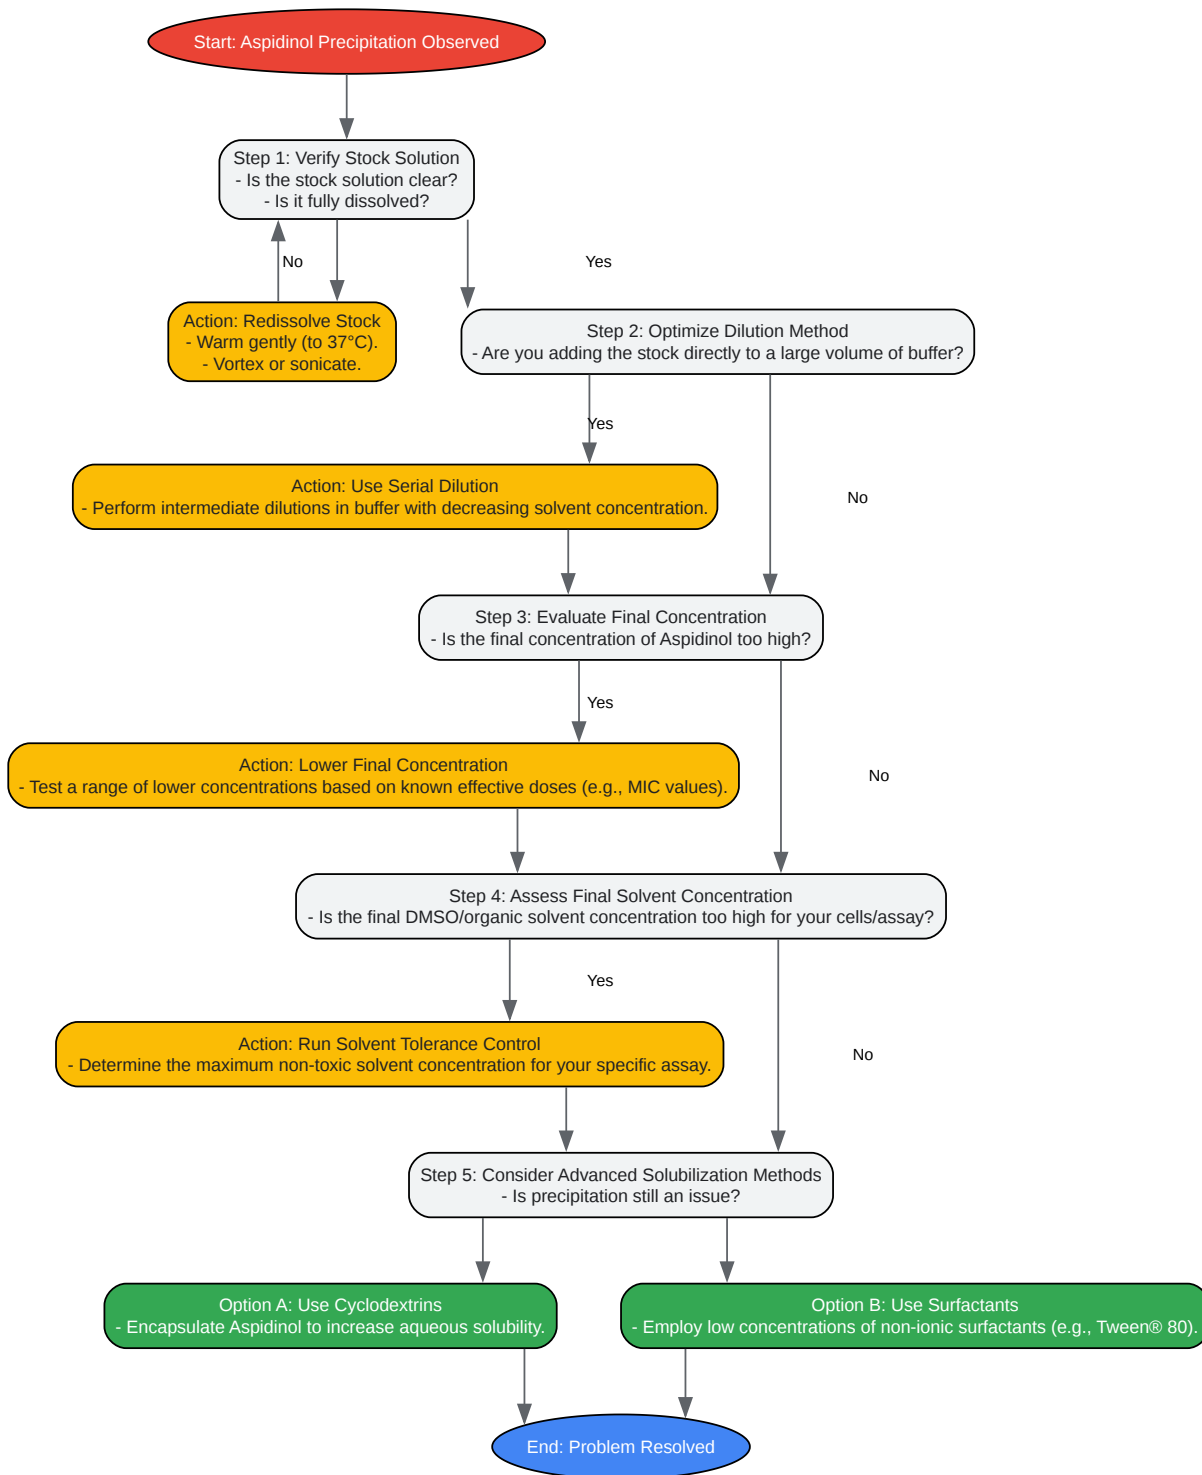 Start: Aspidinol Precipitation Observed
Step 1: Verify Stock Solution
- Is the stock solution clear?
- Is it fully dissolved?
No
Yes
Action: Redissolve Stock
- Warm gently (to 37°C).
- Vortex or sonicate.
Step 2: Optimize Dilution Method
- Are you adding the stock directly to a large volume of buffer?
Yes
No
Action: Use Serial Dilution
- Perform intermediate dilutions in buffer with decreasing solvent concentration.
Step 3: Evaluate Final Concentration
- Is the final concentration of Aspidinol too high?
Yes
No
Action: Lower Final Concentration
- Test a range of lower concentrations based on known effective doses (e.g., MIC values).
Step 4: Assess Final Solvent Concentration
- Is the final DMSO/organic solvent concentration too high for your cells/assay?
Yes
No
Action: Run Solvent Tolerance Control
- Determine the maximum non-toxic solvent concentration for your specific assay.
Step 5: Consider Advanced Solubilization Methods
- Is precipitation still an issue?
Option A: Use Cyclodextrins
- Encapsulate Aspidinol to increase aqueous solubility.
Option B: Use Surfactants
- Employ low concentrations of non-ionic surfactants (e.g., Tween® 80).
End: Problem Resolved